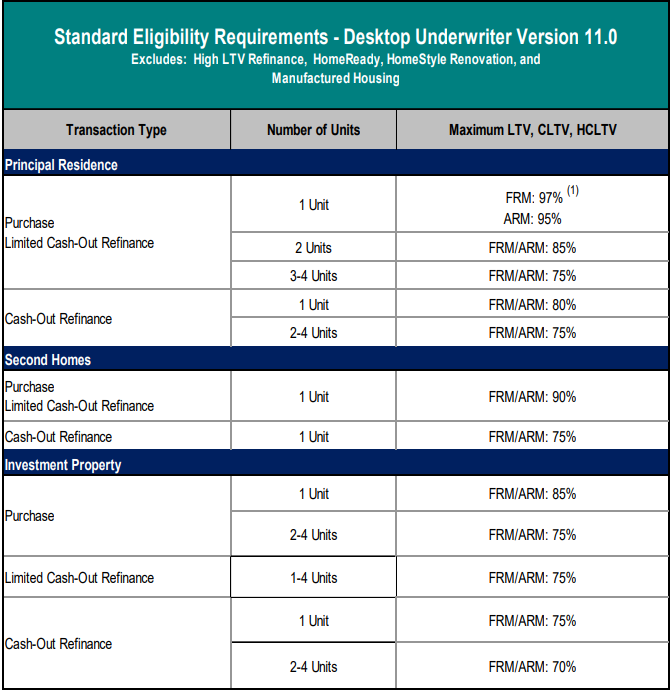 Standard Eligibility Requirements - Desktop Underwriter Version 11.0
Excludes: High LTV Refinance, HomeReady, HomeStyle Renovation, and
Manufactured Housing
Transaction Type Number of Units Maximum LTV, CLTV, HCLTV
Principal Residence
Purchase
Limited Cash-Out Refinance
1 Unit
FRM: 97% (1)
ARM: 95%
2 Units FRM/ARM: 85%
3-4 Units FRM/ARM: 75%
Cash-Out Refinance
1 Unit FRM/ARM: 80%
2-4 Units FRM/ARM: 75%
Second Homes
Purchase
Limited Cash-Out Refinance
1 Unit FRM/ARM: 90%
Cash-Out Refinance 1 Unit FRM/ARM: 75%
Investment Property
Purchase
1 Unit FRM/ARM: 85%
2-4 Units FRM/ARM: 75%
Limited Cash-Out Refinance 1-4 Units FRM/ARM: 75%
Cash-Out Refinance
1 Unit FRM/ARM: 75%
2-4 Units FRM/ARM: 70%